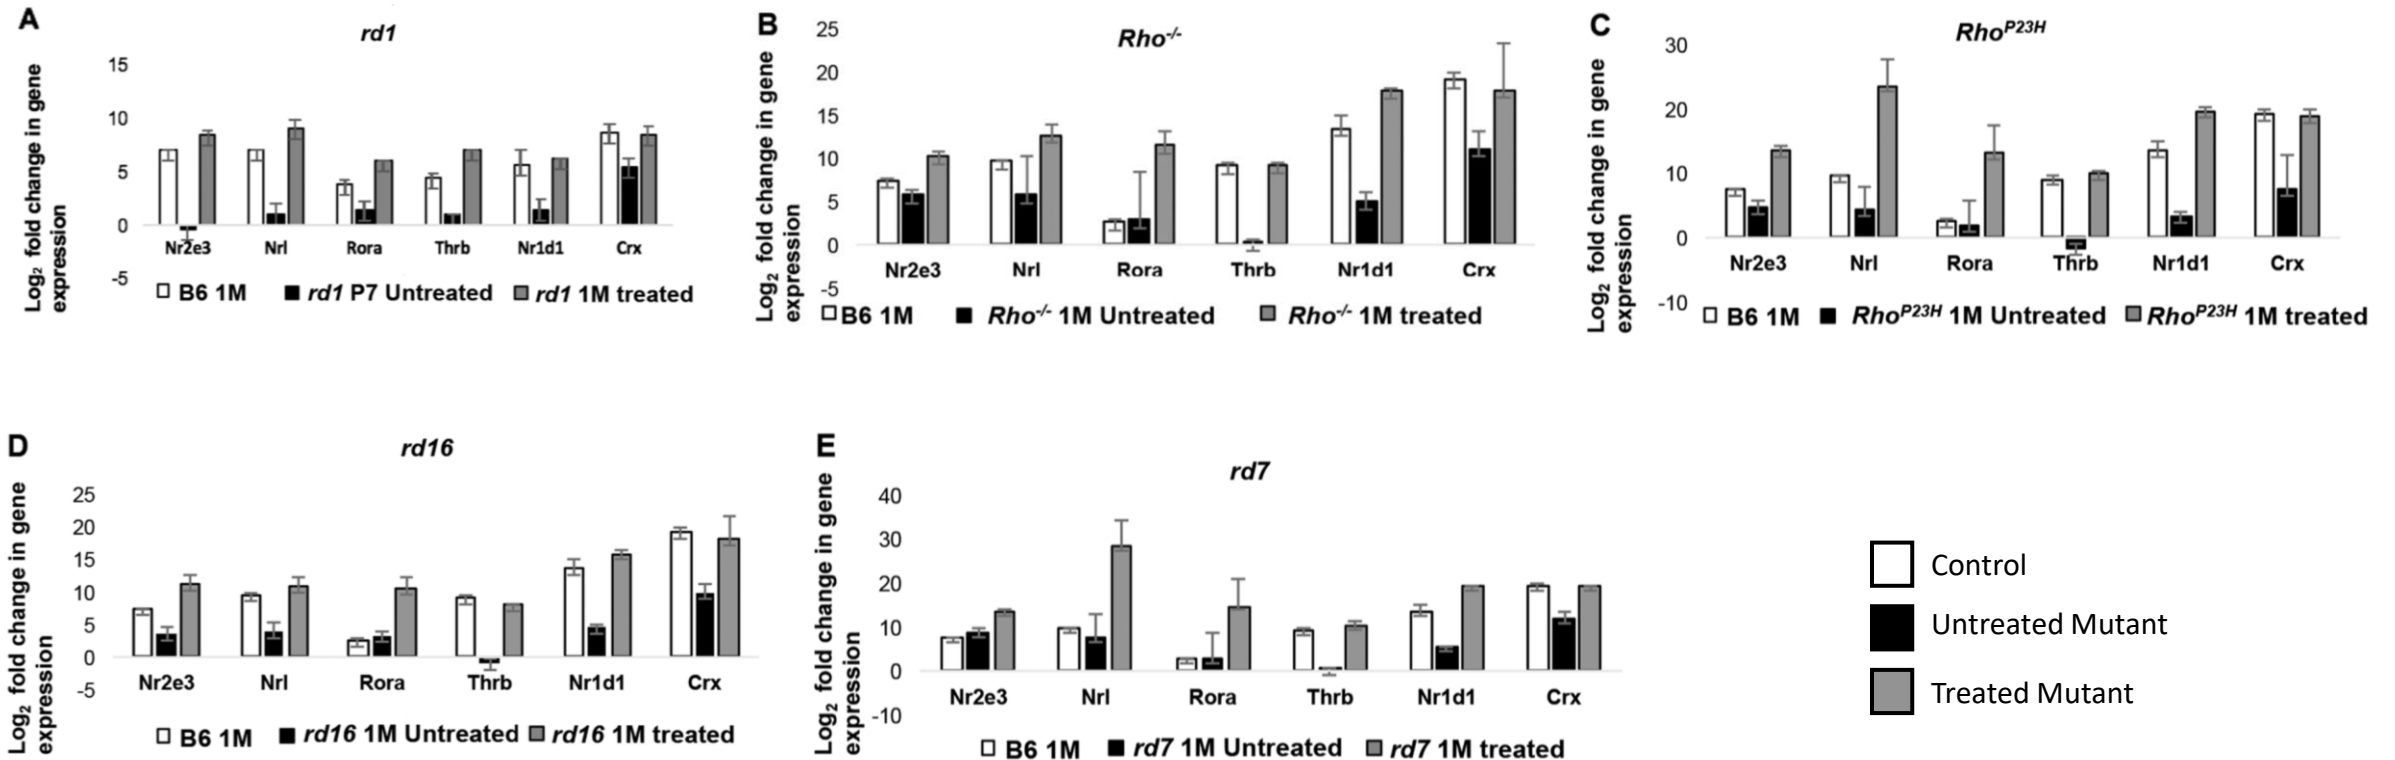 A
rd1
Log2 fold change in gene
expression
15
10
5
0
-5
Nr2e3 Nrl Rora Thrb Nr1d1 Crx
B6 1M rd1 P7 Untreated rd1 1M treated
B
Rho-/-
Log2 fold change in gene
expression
25
20
15
10
5
0
-5
Nr2e3 Nrl Rora Thrb Nr1d1 Crx
B6 1M Rho-/- 1M Untreated Rho-/- 1M treated
C
RhoP23H
Log2 fold change in gene
expression
30
20
10
0
-10
Nr2e3 Nrl Rora Thrb Nr1d1 Crx
B6 1M RhoP23H 1M Untreated RhoP23H 1M treated
D
rd16
Log2 fold change in gene
expression
25
20
15
10
5
0
-5
Nr2e3 Nrl Rora Thrb Nr1d1 Crx
B6 1M rd16 1M Untreated rd16 1M treated
E
rd7
Log2 fold change in gene
expression
40
30
20
10
0
-10
Nr2e3 Nrl Rora Thrb Nr1d1 Crx
B6 1M rd7 1M Untreated rd7 1M treated
Control
Untreated Mutant
Treated Mutant